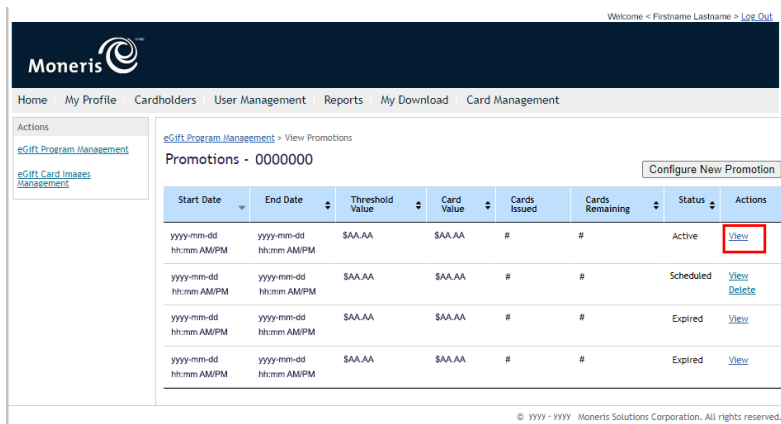 Welcome < Firstname Lastname > Log Out
Moneris
Home My Profile Cardholders User Management Reports My Download Card Management
Actions
eGift Program Management
eGift Card Images
Management
eGift Program Management > View Promotions
Promotions - 0000000
Configure New Promotion
Start Date End Date Threshold Value Card Value Cards Issued Cards Remaining Status Actions
yyyy-mm-dd yyyy-mm-dd $AA.AA $AA.AA # # Active View
hh:mm AM/PM hh:mm AM/PM
yyyy-mm-dd yyyy-mm-dd $AA.AA $AA.AA # # Scheduled View
hh:mm AM/PM hh:mm AM/PM Delete
yyyy-mm-dd yyyy-mm-dd $AA.AA $AA.AA # # Expired View
hh:mm AM/PM hh:mm AM/PM
yyyy-mm-dd yyyy-mm-dd $AA.AA $AA.AA # # Expired View
hh:mm AM/PM hh:mm AM/PM
© yyyy - yyyy Moneris Solutions Corporation. All rights reserved.